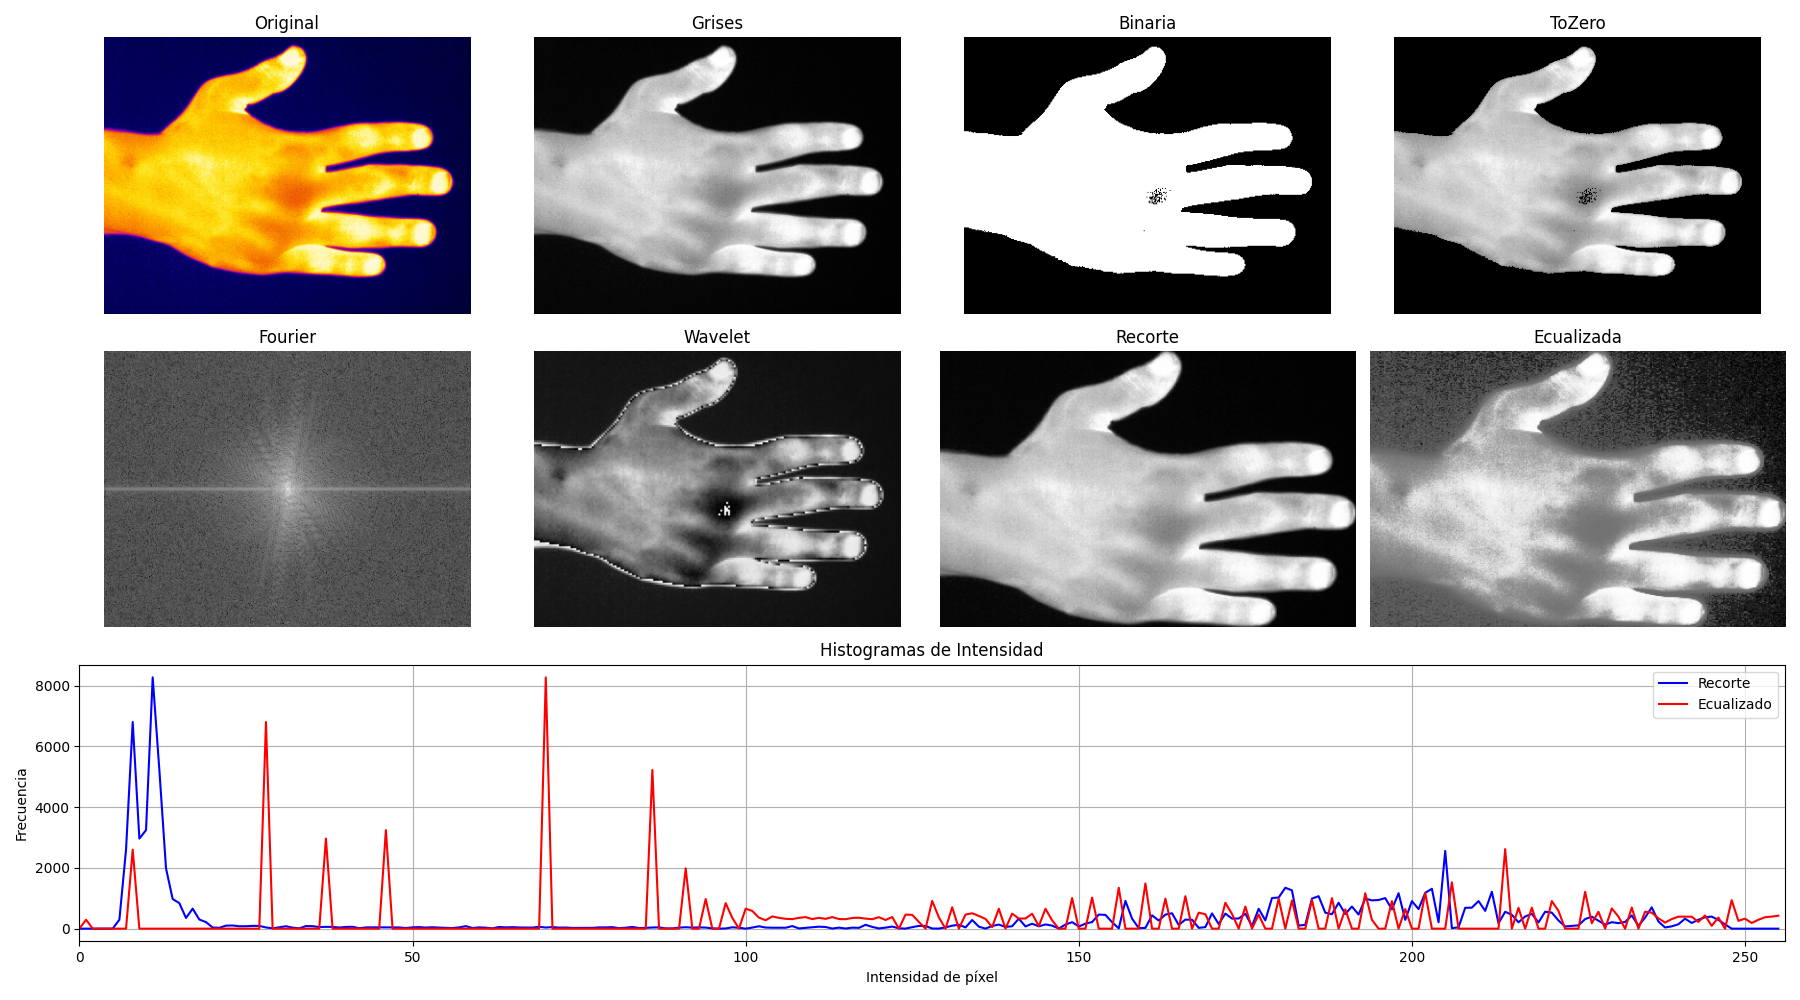 Original
Grises
Binaria
ToZero
Fourier
Wavelet
Recorte
Ecualizada
Histogramas de Intensidad
Frecuencia
8000
6000
4000
2000
0
Recorte
Ecualizado
0
50
100
150
200
250
Intensidad de píxel